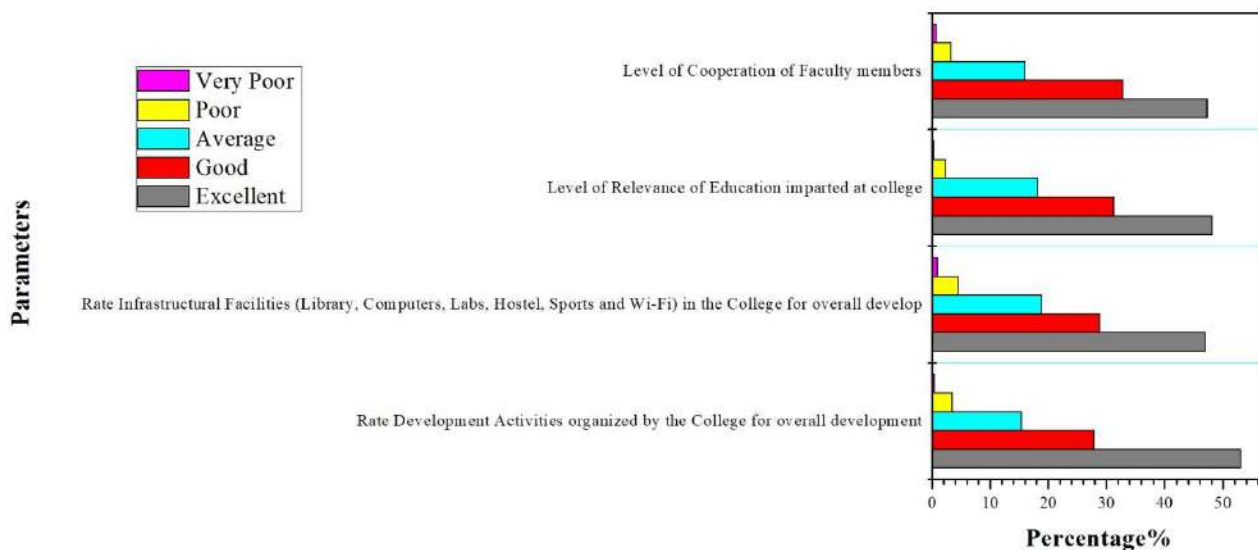 Very Poor
Poor
Average
Good
Excellent
Parameters
Level of Cooperation of Faculty members
Level of Relevance of Education imparted at college
Rate Infrastructural Facilities (Library, Computers, Labs, Hostel, Sports and Wi-Fi) in the College for overall develop
Rate Development Activities organized by the College for overall development
0 10 20 30 40 50
Percentage%